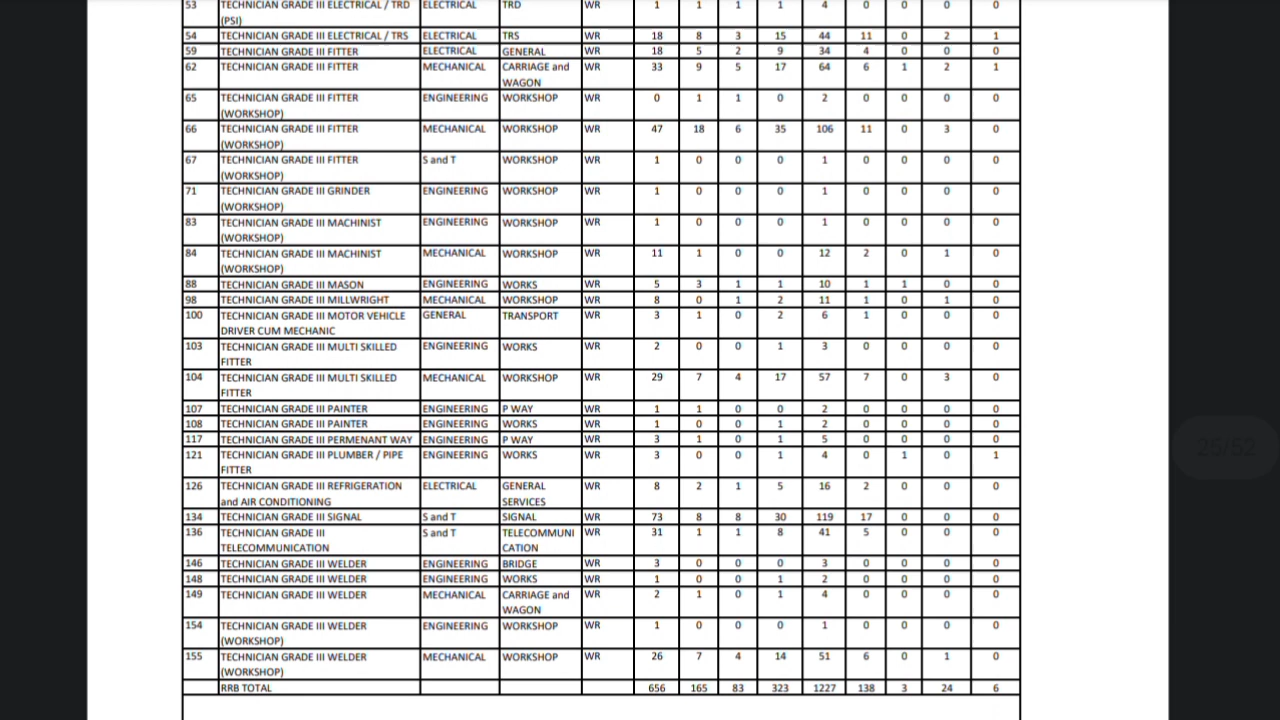 53 TECHNICIAN GRADE III ELECTRICAL / TRD ELECTRICAL TRD WR 1 1 1 1 4 0 0 0 0
(PSI)
54 TECHNICIAN GRADE III ELECTRICAL / TRS ELECTRICAL TRS WR 18 8 3 15 44 11 0 2 1
59 TECHNICIAN GRADE III FITTER ELECTRICAL GENERAL WR 18 5 2 9 34 4 0 0 0
62 TECHNICIAN GRADE III FITTER MECHANICAL CARRIAGE and WR 33 9 5 17 64 6 1 2 1
WAGON
65 TECHNICIAN GRADE III FITTER ENGINEERING WORKSHOP WR 0 1 1 0 2 0 0 0 0
(WORKSHOP)
66 TECHNICIAN GRADE III FITTER MECHANICAL WORKSHOP WR 47 18 6 35 106 11 0 3 0
(WORKSHOP)
67 TECHNICIAN GRADE III FITTER S and T WORKSHOP WR 1 0 0 0 1 0 0 0 0
(WORKSHOP)
71 TECHNICIAN GRADE III GRINDER ENGINEERING WORKSHOP WR 1 0 0 0 1 0 0 0 0
(WORKSHOP)
83 TECHNICIAN GRADE III MACHINIST ENGINEERING WORKSHOP WR 1 0 0 0 1 0 0 0 0
(WORKSHOP)
84 TECHNICIAN GRADE III MACHINIST MECHANICAL WORKSHOP WR 11 1 0 0 12 2 0 1 0
(WORKSHOP)
88 TECHNICIAN GRADE III MASON ENGINEERING WORKS WR 5 3 1 1 10 1 1 0 0
98 TECHNICIAN GRADE III MILLWRIGHT MECHANICAL WORKSHOP WR 8 0 1 2 11 1 0 1 0
100 TECHNICIAN GRADE III MOTOR VEHICLE GENERAL TRANSPORT WR 3 1 0 2 6 1 0 0 0
DRIVER CUM MECHANIC
103 TECHNICIAN GRADE III MULTI SKILLED ENGINEERING WORKS WR 2 0 0 1 3 0 0 0 0
FITTER
104 TECHNICIAN GRADE III MULTI SKILLED MECHANICAL WORKSHOP WR 29 7 4 17 57 7 0 3 0
FITTER
107 TECHNICIAN GRADE III PAINTER ENGINEERING P WAY WR 1 1 0 0 2 0 0 0 0
108 TECHNICIAN GRADE III PAINTER ENGINEERING WORKS WR 1 0 0 1 2 0 0 0 0
117 TECHNICIAN GRADE III PERMENANT WAY ENGINEERING P WAY WR 3 1 0 1 5 0 0 0 0
121 TECHNICIAN GRADE III PLUMBER / PIPE ENGINEERING WORKS WR 3 0 0 1 4 0 1 0 1
FITTER
126 TECHNICIAN GRADE III REFRIGERATION ELECTRICAL GENERAL WR 8 2 1 5 16 2 0 0 0
and AIR CONDITIONING SERVICES
134 TECHNICIAN GRADE III SIGNAL S and T SIGNAL WR 73 8 8 30 119 17 0 0 0
136 TECHNICIAN GRADE III S and T TELECOMMUNI WR 31 1 1 8 41 5 0 0 0
TELECOMMUNICATION CATION
146 TECHNICIAN GRADE III WELDER ENGINEERING BRIDGE WR 3 0 0 0 3 0 0 0 0
148 TECHNICIAN GRADE III WELDER ENGINEERING WORKS WR 1 0 0 1 2 0 0 0 0
149 TECHNICIAN GRADE III WELDER MECHANICAL CARRIAGE and WR 2 1 0 1 4 0 0 0 0
WAGON
154 TECHNICIAN GRADE III WELDER ENGINEERING WORKSHOP WR 1 0 0 0 1 0 0 0 0
(WORKSHOP)
155 TECHNICIAN GRADE III WELDER MECHANICAL WORKSHOP WR 26 7 4 14 51 6 0 1 0
(WORKSHOP)
RRB TOTAL 656 165 83 323 1227 138 3 24 6
25/52